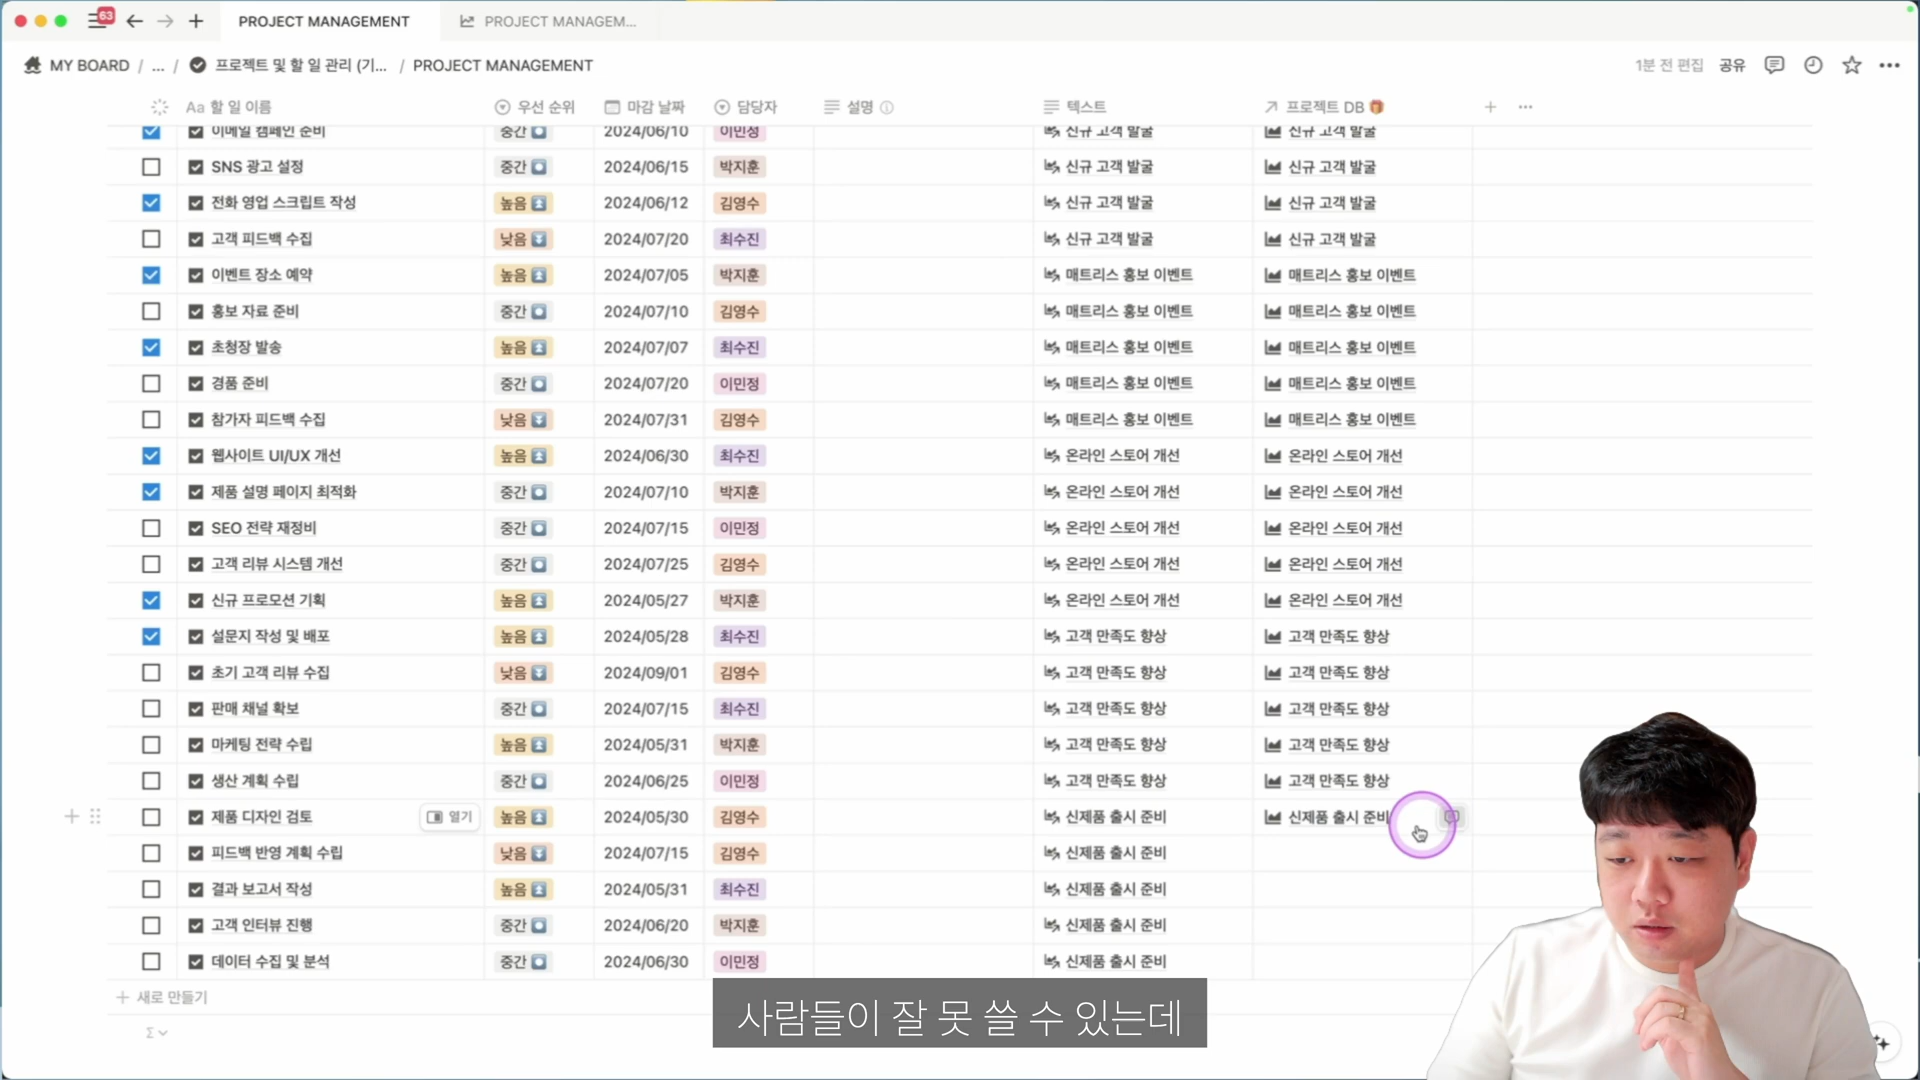 63 PROJECT MANAGEMENT PROJECT MANAGEM...
MY BOARD / ... / 프로젝트 및 할 일 관리 (기... / PROJECT MANAGEMENT 1분 전 편집 공유
Aa 할 일 이름 우선 순위 마감 날짜 담당자 설명 텍스트 프로젝트 DB
이메일 캠페인 준비 중간 2024/06/10 이민정 신규 고객 발굴 신규 고객 발굴
SNS 광고 설정 중간 2024/06/15 박지훈 신규 고객 발굴 신규 고객 발굴
전화 영업 스크립트 작성 높음 2024/06/12 김영수 신규 고객 발굴 신규 고객 발굴
고객 피드백 수집 낮음 2024/07/20 최수진 신규 고객 발굴 신규 고객 발굴
이벤트 장소 예약 높음 2024/07/05 박지훈 매트리스 홍보 이벤트 매트리스 홍보 이벤트
홍보 자료 준비 중간 2024/07/10 김영수 매트리스 홍보 이벤트 매트리스 홍보 이벤트
초청장 발송 높음 2024/07/07 최수진 매트리스 홍보 이벤트 매트리스 홍보 이벤트
경품 준비 중간 2024/07/20 이민정 매트리스 홍보 이벤트 매트리스 홍보 이벤트
참가자 피드백 수집 낮음 2024/07/31 김영수 매트리스 홍보 이벤트 매트리스 홍보 이벤트
웹사이트 UI/UX 개선 높음 2024/06/30 최수진 온라인 스토어 개선 온라인 스토어 개선
제품 설명 페이지 최적화 중간 2024/07/10 박지훈 온라인 스토어 개선 온라인 스토어 개선
SEO 전략 재정비 중간 2024/07/15 이민정 온라인 스토어 개선 온라인 스토어 개선
고객 리뷰 시스템 개선 중간 2024/07/25 김영수 온라인 스토어 개선 온라인 스토어 개선
신규 프로모션 기획 높음 2024/05/27 박지훈 온라인 스토어 개선 온라인 스토어 개선
설문지 작성 및 배포 높음 2024/05/28 최수진 고객 만족도 향상 고객 만족도 향상
초기 고객 리뷰 수집 낮음 2024/09/01 김영수 고객 만족도 향상 고객 만족도 향상
판매 채널 확보 중간 2024/07/15 최수진 고객 만족도 향상 고객 만족도 향상
마케팅 전략 수립 높음 2024/05/31 박지훈 고객 만족도 향상 고객 만족도 향상
생산 계획 수립 중간 2024/06/25 이민정 고객 만족도 향상 고객 만족도 향상
제품 디자인 검토 열기 높음 2024/05/30 김영수 신제품 출시 준비 신제품 출시 준비
피드백 반영 계획 수립 낮음 2024/07/15 김영수 신제품 출시 준비
결과 보고서 작성 높음 2024/05/31 최수진 신제품 출시 준비
고객 인터뷰 진행 중간 2024/06/20 박지훈 신제품 출시 준비
데이터 수집 및 분석 중간 2024/06/30 이민정 신제품 출시 준비
+ 새로 만들기
Σ
사람들이 잘 못 쓸 수 있는데